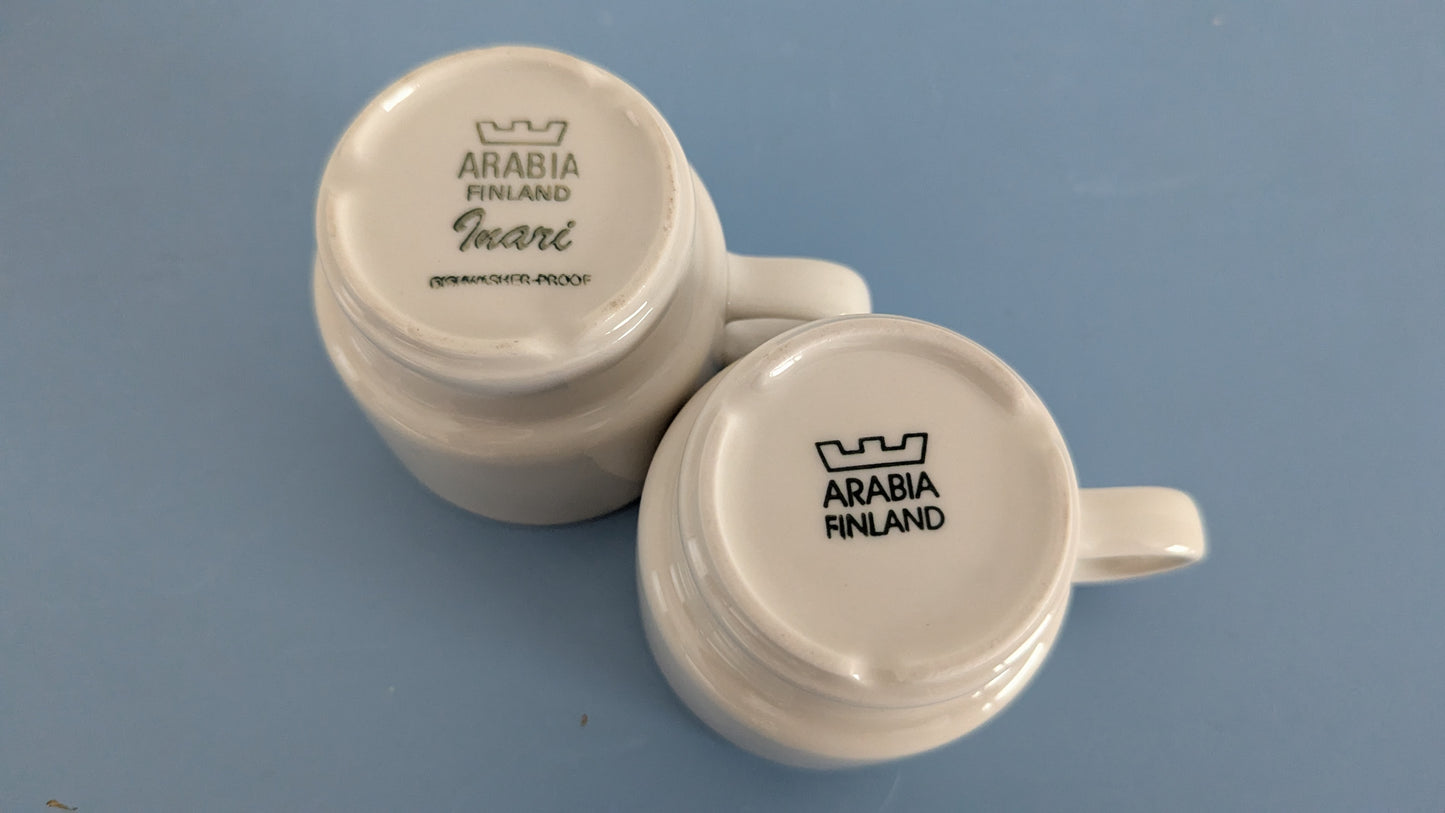 ARABIA
FINLAND
Inari
DISHWASHER-PROOF
ARABIA
FINLAND